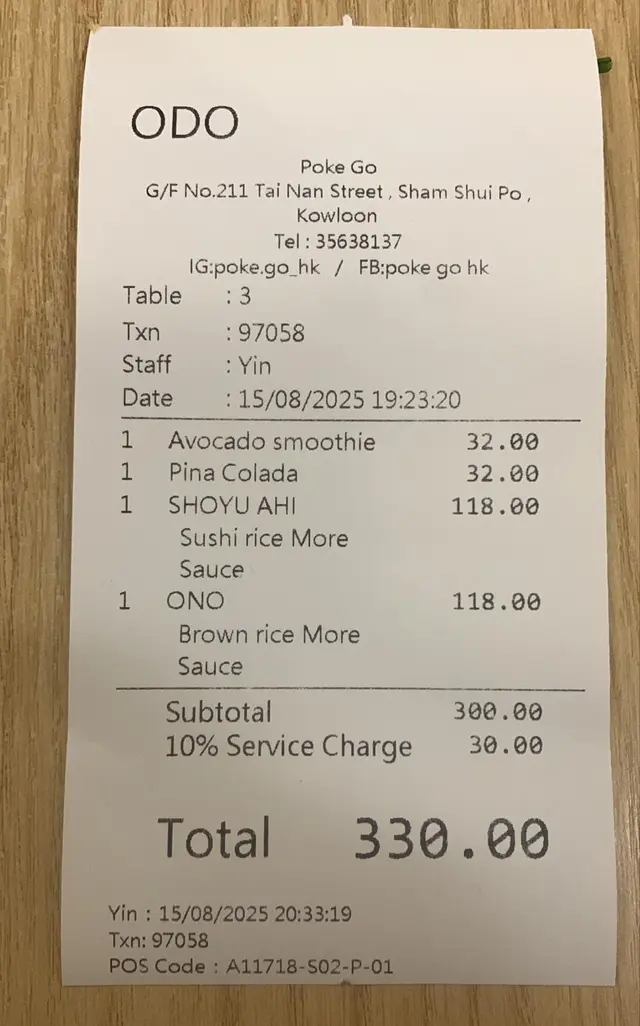 ODO
Poke Go
G/F No.211 Tai Nan Street , Sham Shui Po ,
Kowloon
Tel : 35638137
IG:poke.go_hk / FB:poke go hk
Table : 3
Txn : 97058
Staff : Yin
Date : 15/08/2025 19:23:20
1 Avocado smoothie 32.00
1 Pina Colada 32.00
1 SHOYU AHI 118.00
Sushi rice More
Sauce
1 ONO 118.00
Brown rice More
Sauce
Subtotal 300.00
10% Service Charge 30.00
Total 330.00
Yin : 15/08/2025 20:33:19
Txn: 97058
POS Code : A11718-S02-P-01